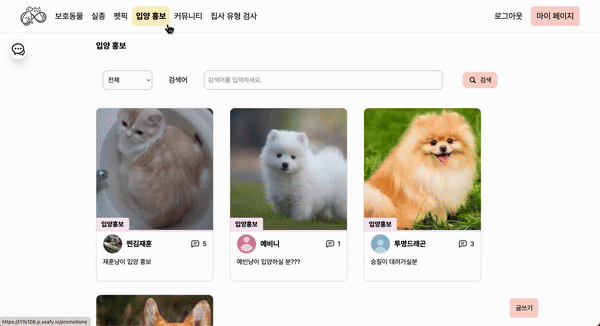 보호동물 실종 펫픽 입양 홍보 커뮤니티 집사 유형 검사 로그아웃 마이 페이지
입양 홍보
전체 검색어 검색어를 입력하세요. 검색
입양홍보 입양홍보 입양홍보
찐김재훈 5 예비니 1 투명드래곤 3
재훈냥이 입양 홍보 예빈냥이 입양하실 분??? 승질이 데려가실분
글쓰기
https://i11b106.p.ssafy.io/promotions